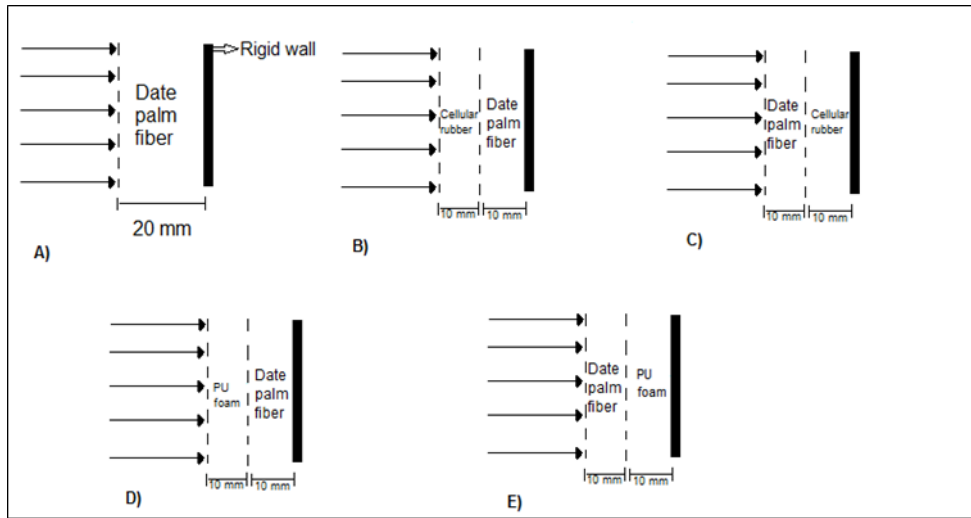 Rigid wall
Date
palm
fiber
20 mm
A)
Cellular
rubber
Date
palm
fiber
10 mm
10 mm
B)
Date
palm
fiber
Cellular
rubber
10 mm
10 mm
C)
PU
foam
Date
palm
fiber
10 mm
10 mm
D)
Date
palm
fiber
PU
foam
10 mm
10 mm
E)